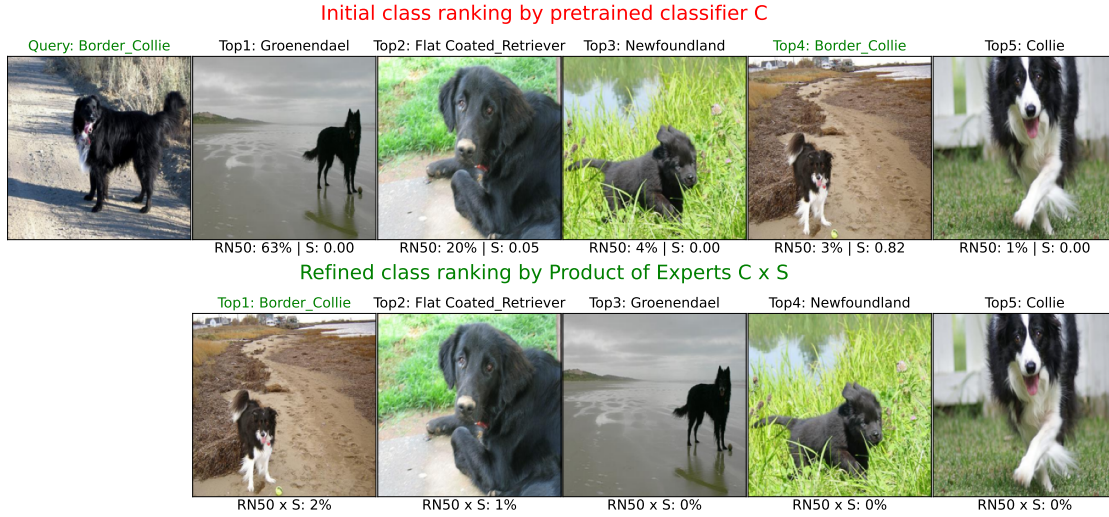 Initial class ranking by pretrained classifier C
Query: Border_Collie
Top1: Groenendael
Top2: Flat Coated_Retriever
Top3: Newfoundland
Top4: Border_Collie
Top5: Collie
RN50: 63% | S: 0.00
RN50: 20% | S: 0.05
RN50: 4% | S: 0.00
RN50: 3% | S: 0.82
RN50: 1% | S: 0.00
Refined class ranking by Product of Experts C x S
Top1: Border_Collie
Top2: Flat Coated_Retriever
Top3: Groenendael
Top4: Newfoundland
Top5: Collie
RN50 x S: 2%
RN50 x S: 1%
RN50 x S: 0%
RN50 x S: 0%
RN50 x S: 0%